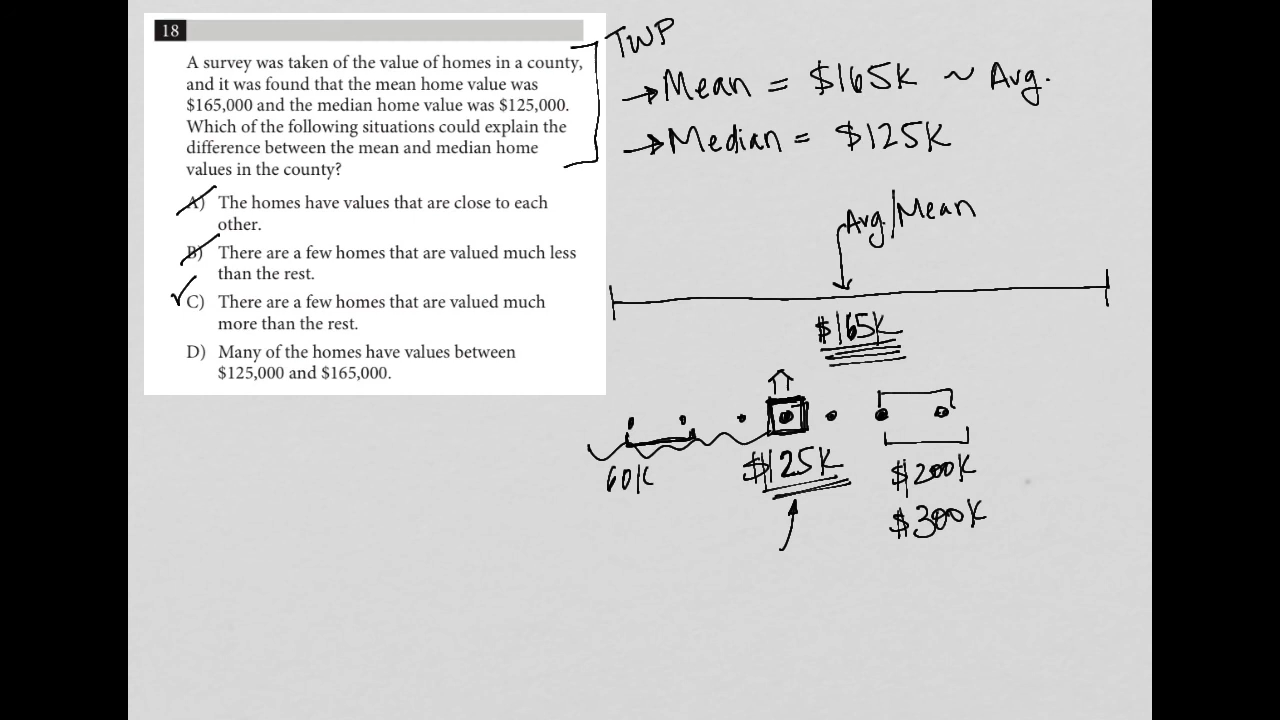 18
A survey was taken of the value of homes in a county,
and it was found that the mean home value was
$165,000 and the median home value was $125,000.
Which of the following situations could explain the
difference between the mean and median home
values in the county?
A) The homes have values that are close to each
other.
B) There are a few homes that are valued much less
than the rest.
C) There are a few homes that are valued much
more than the rest.
D) Many of the homes have values between
$125,000 and $165,000.
TWP
→ Mean = $165K ~ Avg.
→ Median = $125K
Avg/Mean
$165K
60K
$125K
$200K
$300K